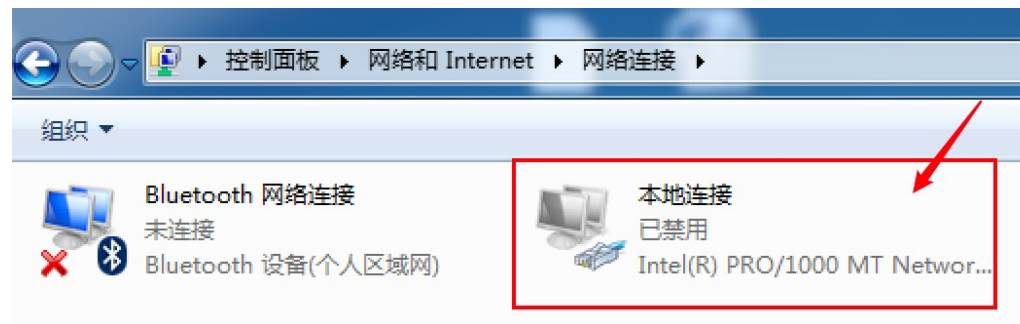 控制面板 ▸ 网络和 Internet ▸ 网络连接 ▸
组织
Bluetooth 网络连接
未连接
Bluetooth 设备(个人区域网)
本地连接
已禁用
Intel(R) PRO/1000 MT Networ...